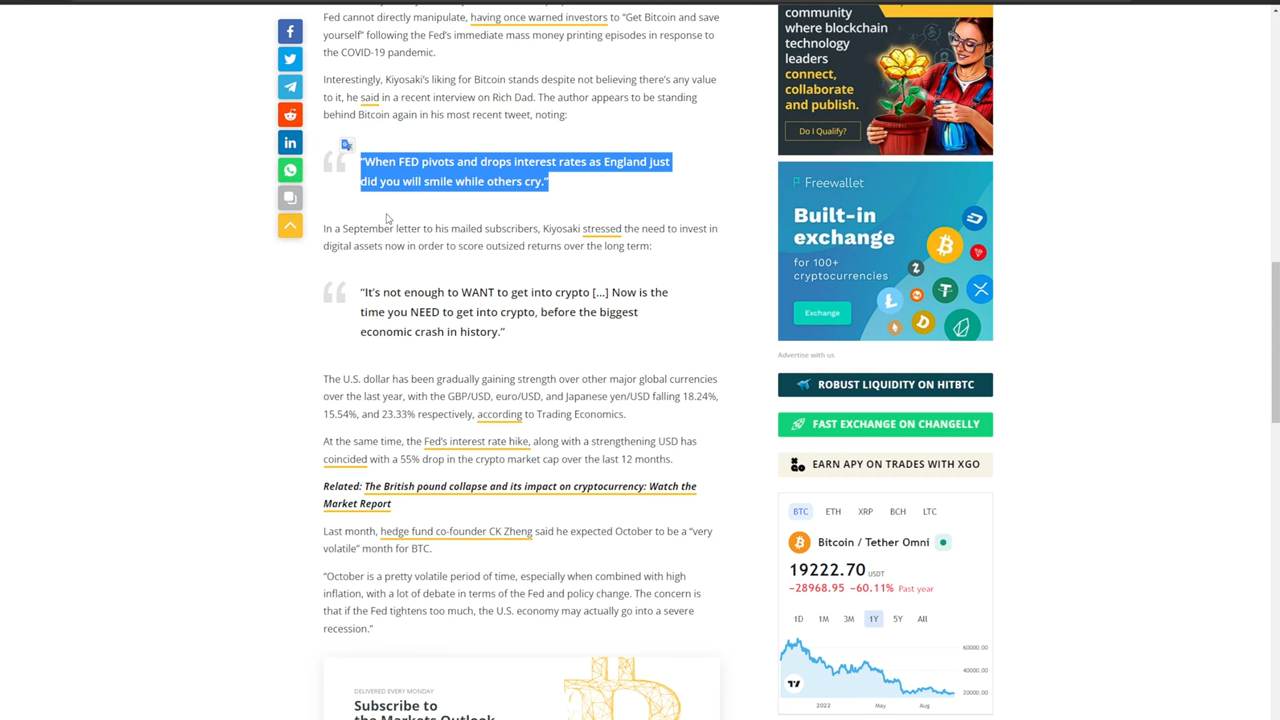 Fed cannot directly manipulate, having once warned investors to “Get Bitcoin and save
yourself” following the Fed’s immediate mass money printing episodes in response to
the COVID-19 pandemic.
Interestingly, Kiyosaki’s liking for Bitcoin stands despite not believing there’s any value
to it, he said in a recent interview on Rich Dad. The author appears to be standing
behind Bitcoin again in his most recent tweet, noting:
“When FED pivots and drops interest rates as England just
did you will smile while others cry.”
In a September letter to his mailed subscribers, Kiyosaki stressed the need to invest in
digital assets now in order to score outsized returns over the long term:
“It’s not enough to WANT to get into crypto [...] Now is the
time you NEED to get into crypto, before the biggest
economic crash in history.”
The U.S. dollar has been gradually gaining strength over other major global currencies
over the last year, with the GBP/USD, euro/USD, and Japanese yen/USD falling 18.24%,
15.54%, and 23.33% respectively, according to Trading Economics.
At the same time, the Fed’s interest rate hike, along with a strengthening USD has
coincided with a 55% drop in the crypto market cap over the last 12 months.
Related: The British pound collapse and its impact on cryptocurrency: Watch the
Market Report
Last month, hedge fund co-founder CK Zheng said he expected October to be a “very
volatile” month for BTC.
“October is a pretty volatile period of time, especially when combined with high
inflation, with a lot of debate in terms of the Fed and policy change. The concern is
that if the Fed tightens too much, the U.S. economy may actually go into a severe
recession.”
DELIVERED EVERY MONDAY
Subscribe to
the Markets Outlook
community
where blockchain
technology
leaders
connect,
collaborate
and publish.
Do I Qualify?
Freewallet
Built-in
exchange
for 100+
cryptocurrencies
Exchange
Advertise with us
ROBUST LIQUIDITY ON HITBTC
FAST EXCHANGE ON CHANGELLY
EARN APY ON TRADES WITH XGO
BTC ETH XRP BCH LTC
Bitcoin / Tether Omni
19222.70 USDT
−28968.95 −60.11% Past year
1D 1M 3M 1Y 5Y All
60000.00
40000.00
20000.00
2022 May Aug